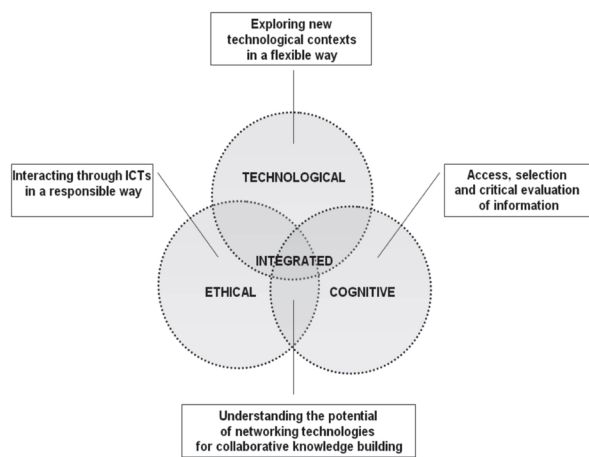 Exploring new
technological contexts
in a flexible way
Interacting through ICTs
in a responsible way
TECHNOLOGICAL
Access, selection
and critical evaluation
of information
INTEGRATED
ETHICAL
COGNITIVE
Understanding the potential
of networking technologies
for collaborative knowledge building